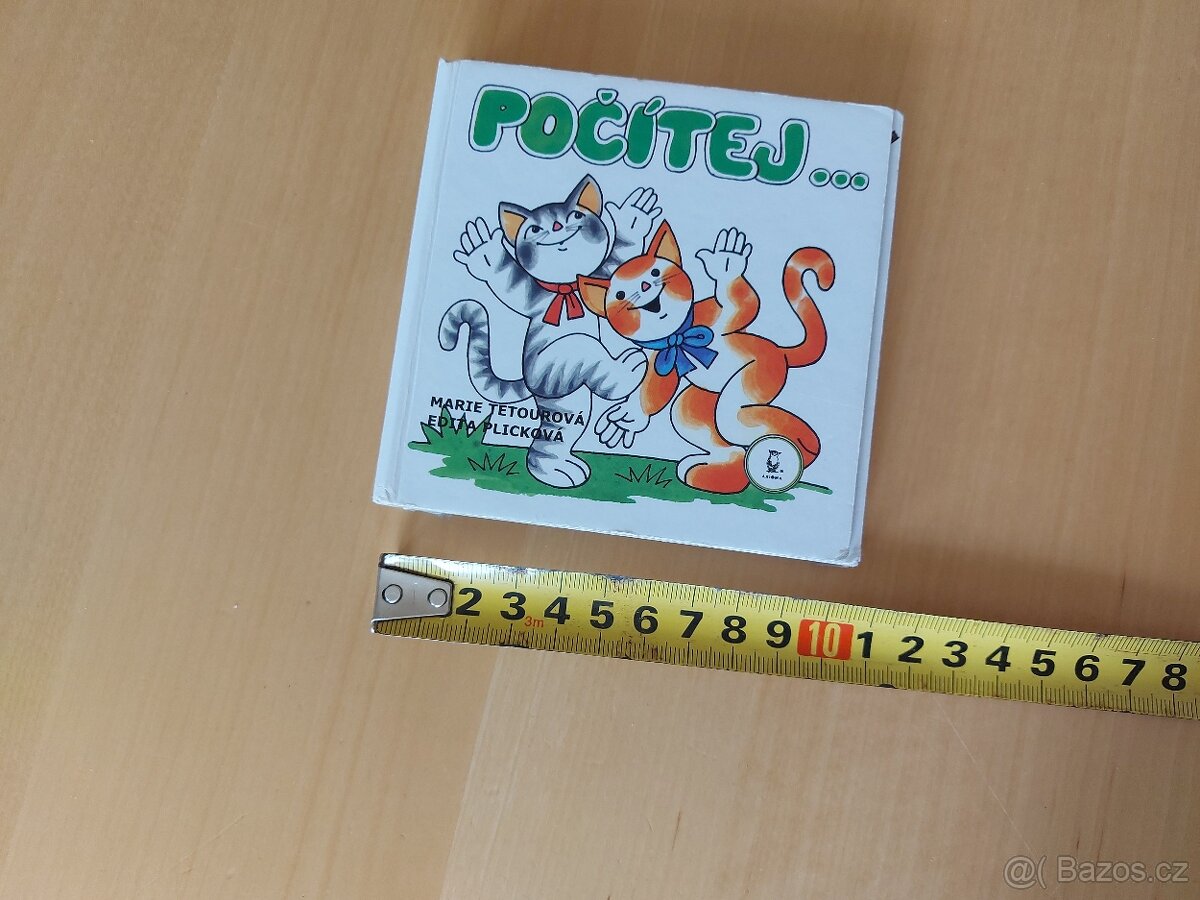 POČÍTEJ...
MARIE TETOUROVÁ
EDITA PLICKOVÁ
2 3 4 5 6 7 8 9 10 1 2 3 4 5 6 7 8
3m
@( Bazos.cz